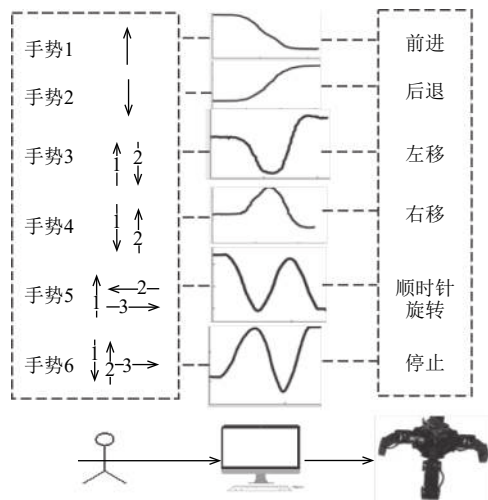 手势1
前进
手势2
后退
手势3 1 2
左移
手势4 1 2
右移
手势5 1 2 3
顺时针
旋转
手势6 1 2 3
停止